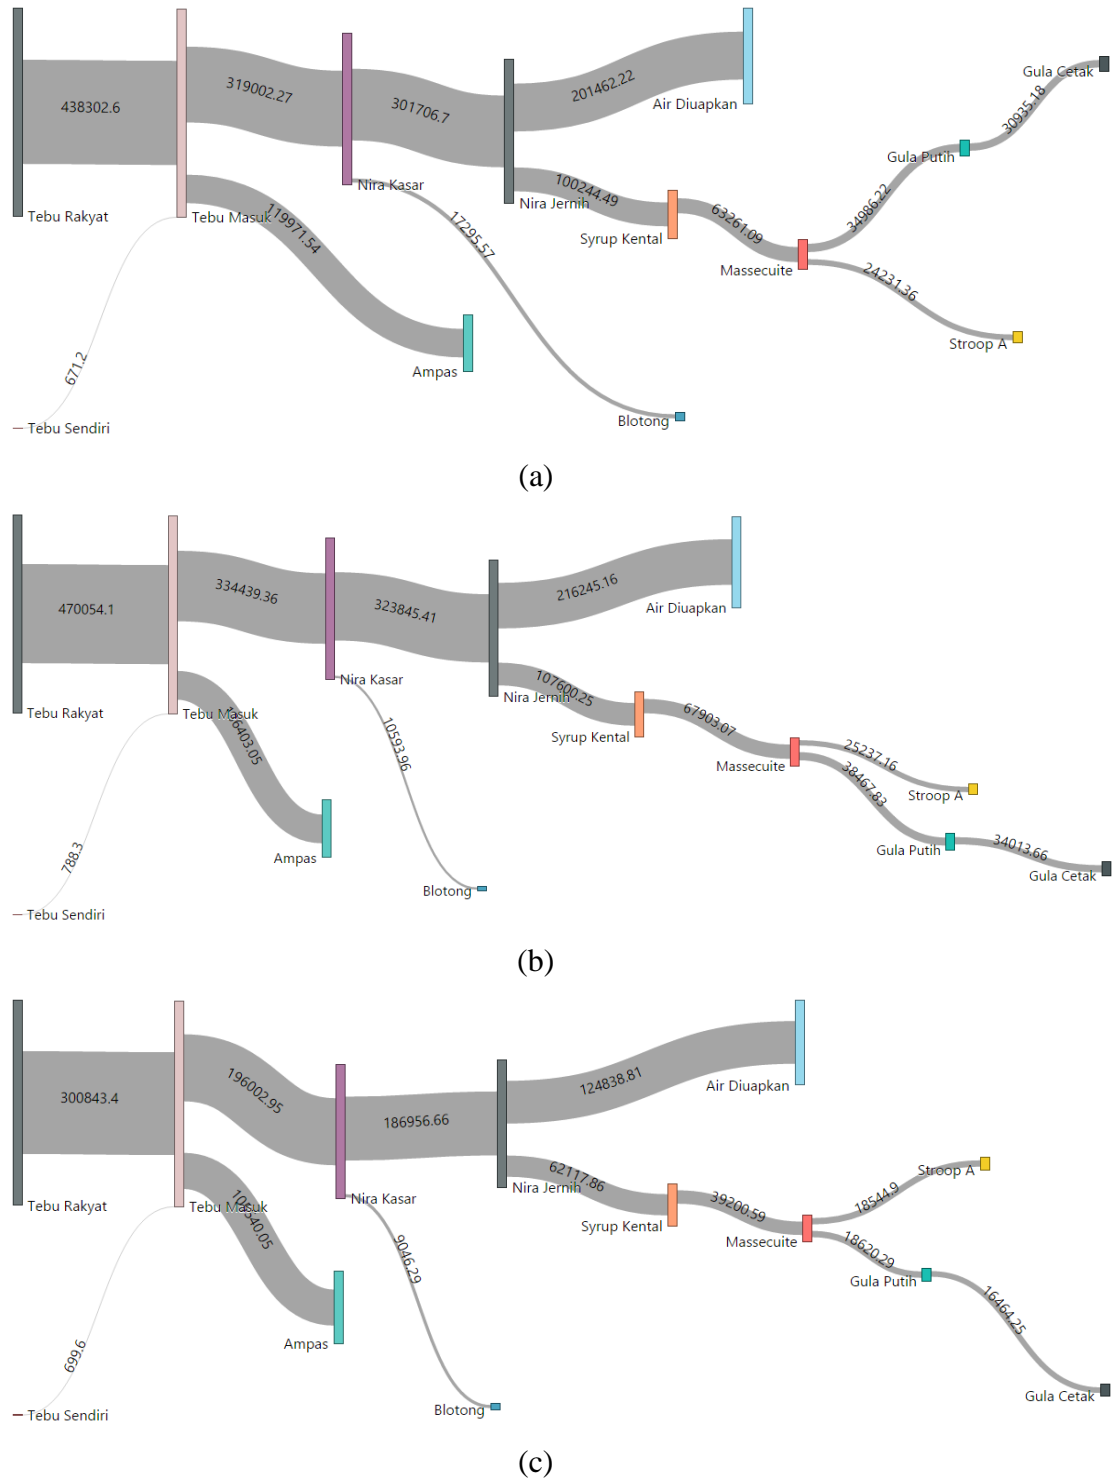 438302.6
319002.27
301706.7
201462.22
Air Diuapkan
Gula Cetak
30935.18
Gula Putih
34986.22
Tebu Rakyat
Tebu Masuk
119971.54
Nira Kasar
17295.57
Nira Jernih
100244.49
Syrup Kental
63261.09
Massecuite
24231.36
Stroop A
671.2
Ampas
Tebu Sendiri
Blotong
(a)
470054.1
334439.36
323845.41
216245.16
Air Diuapkan
Tebu Rakyat
Tebu Masuk
136403.05
Nira Kasar
10593.96
Nira Jernih
107600.25
Syrup Kental
67903.07
Massecuite
25237.16
Stroop A
38467.83
Gula Putih
34013.66
Gula Cetak
788.3
Ampas
Tebu Sendiri
Blotong
(b)
300843.4
196002.95
186956.66
124838.81
Air Diuapkan
Tebu Rakyat
Tebu Masuk
105540.05
Nira Kasar
9046.29
Nira Jernih
62117.86
Syrup Kental
39200.59
Massecuite
18544.9
Stroop A
18620.29
Gula Putih
16464.25
Gula Cetak
699.6
Ampas
Tebu Sendiri
Blotong
(c)